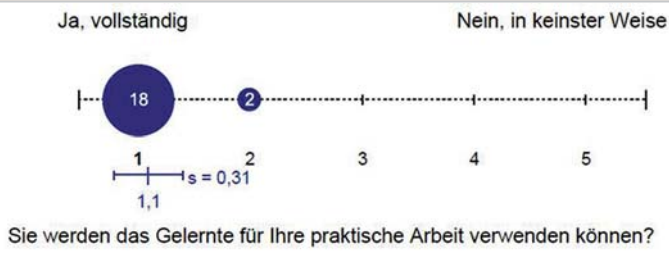 Ja, vollständig Nein, in keinster Weise
18 2
1 2 3 4 5
s = 0,31
1,1
Sie werden das Gelernte für Ihre praktische Arbeit verwenden können?